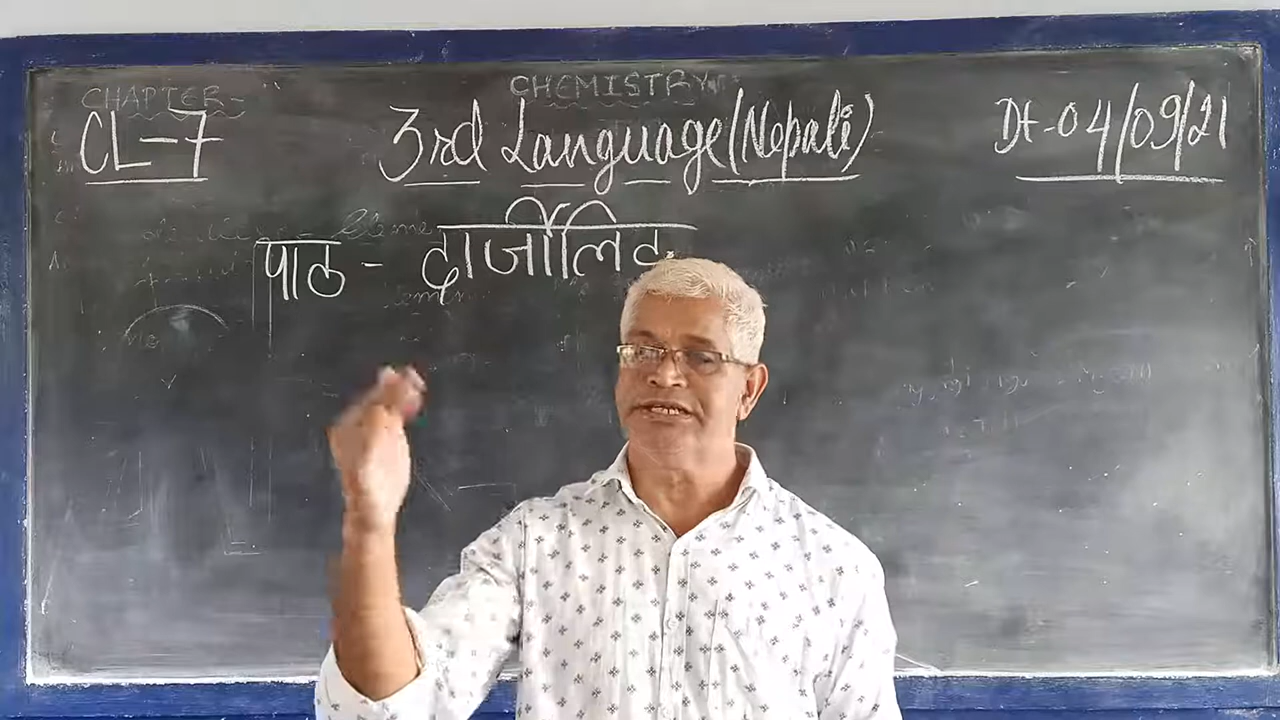 CHEMISTRY
CHAPTER-
CL-7 3rd Language (Nepali) Dt-04/09/21
पाठ - दार्जीलिङ